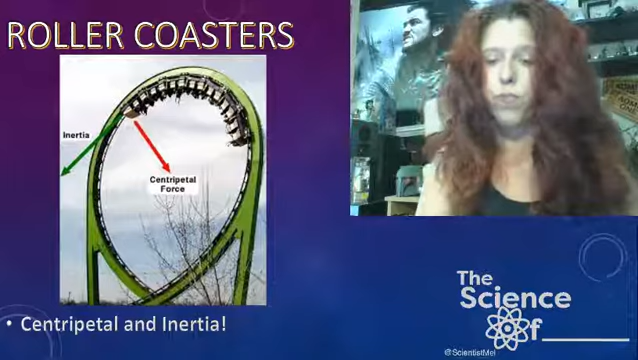 ROLLER COASTERS
Inertia
Centripetal
Force
• Centripetal and Inertia!
The
Science
of
@ScientistMel